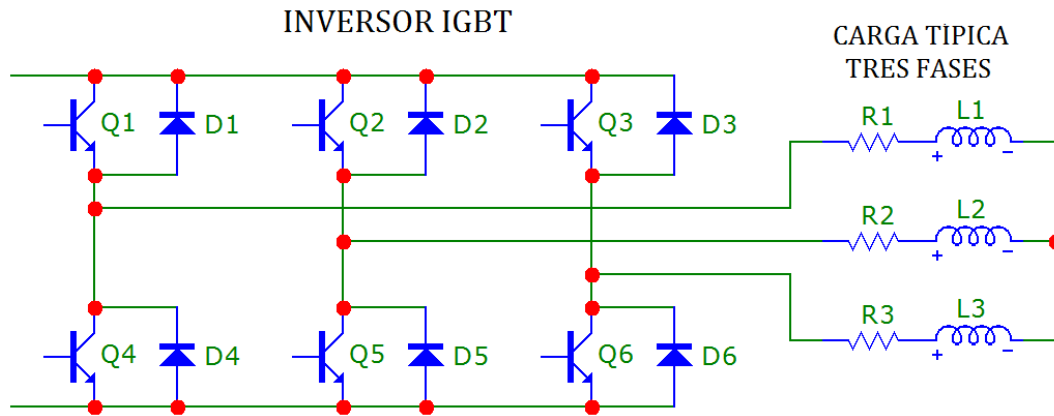 INVERSOR IGBT
CARGA TÍPICA
TRES FASES
Q1 D1 Q2 D2 Q3 D3
R1 L1
+ -
R2 L2
+ -
R3 L3
+ -
Q4 D4 Q5 D5 Q6 D6